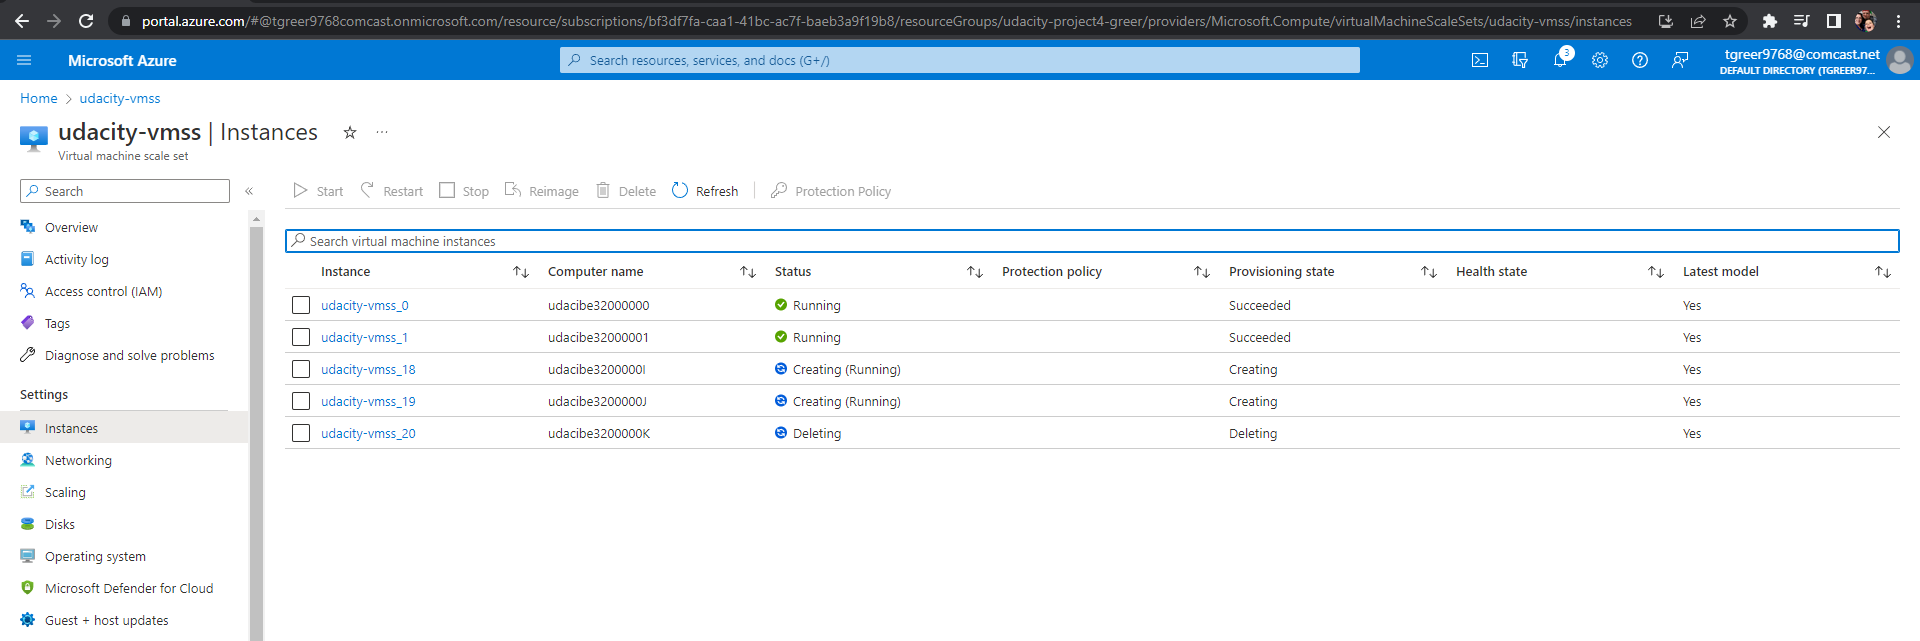 portal.azure.com/#@tgreer9768comcast.onmicrosoft.com/resource/subscriptions/bf3df7fa-caa1-41bc-ac7f-baeb3a9f19b8/resourceGroups/udacity-project4-greer/providers/Microsoft.Compute/virtualMachineScaleSets/udacity-vmss/instances
Microsoft Azure
Search resources, services, and docs (G+/)
3
tgreer9768@comcast.net
DEFAULT DIRECTORY (TGREER97...
Home > udacity-vmss
udacity-vmss | Instances
Virtual machine scale set
Search
Start Restart Stop Reimage Delete Refresh Protection Policy
Overview
Activity log
Access control (IAM)
Tags
Diagnose and solve problems
Settings
Instances
Networking
Scaling
Disks
Operating system
Microsoft Defender for Cloud
Guest + host updates
Search virtual machine instances
Instance Computer name Status Protection policy Provisioning state Health state Latest model
udacity-vmss_0 udacibe32000000 Running Succeeded Yes
udacity-vmss_1 udacibe32000001 Running Succeeded Yes
udacity-vmss_18 udacibe3200000I Creating (Running) Creating Yes
udacity-vmss_19 udacibe3200000J Creating (Running) Creating Yes
udacity-vmss_20 udacibe3200000K Deleting Deleting Yes